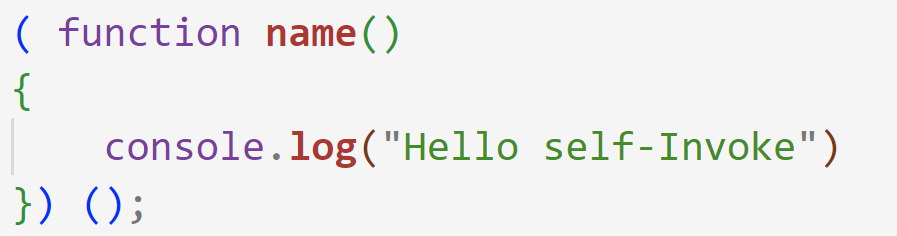 ( function name()
{
console.log("Hello self-Invoke")
}) ();